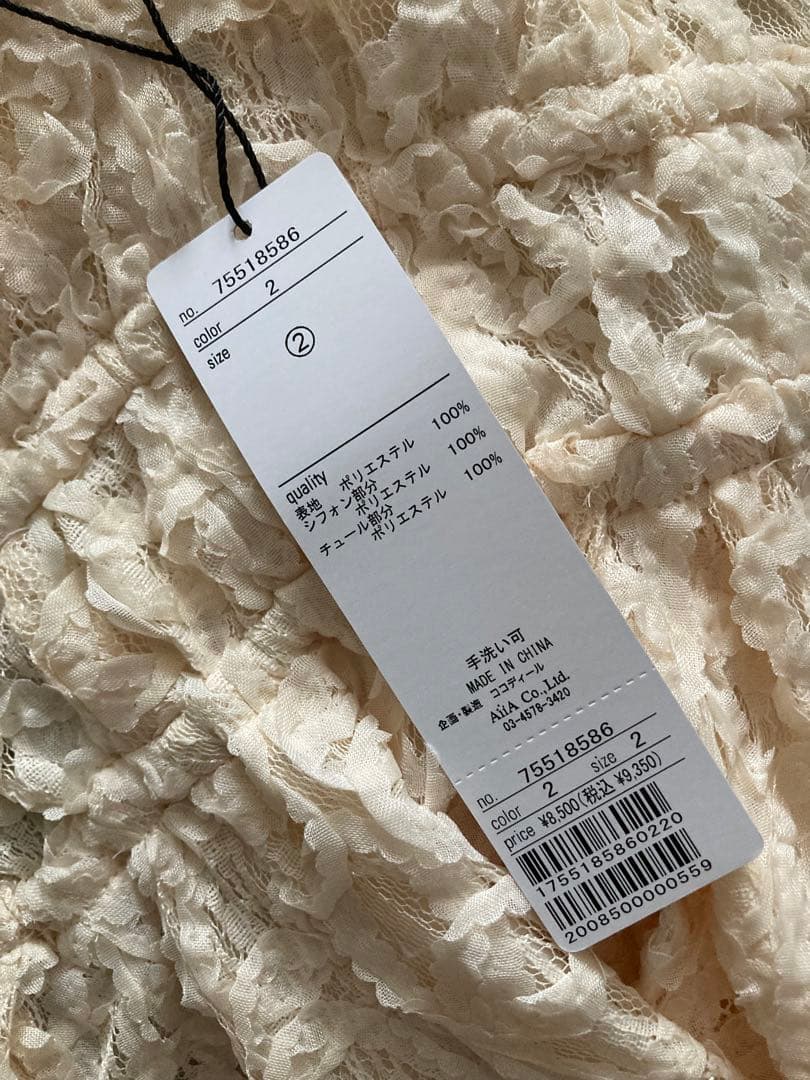 no. 75518586
color 2
size ②
quality
表地 ポリエステル 100%
シフォン部分
ポリエステル 100%
チュール部分
ポリエステル 100%
手洗い可
MADE IN CHINA
企画・製造 ココディール
AiiA Co.,Ltd.
03-4578-3420
no. 75518586
color 2 size 2
price ¥8,500(税込 ¥9,350)
1755185860220
2008500000559